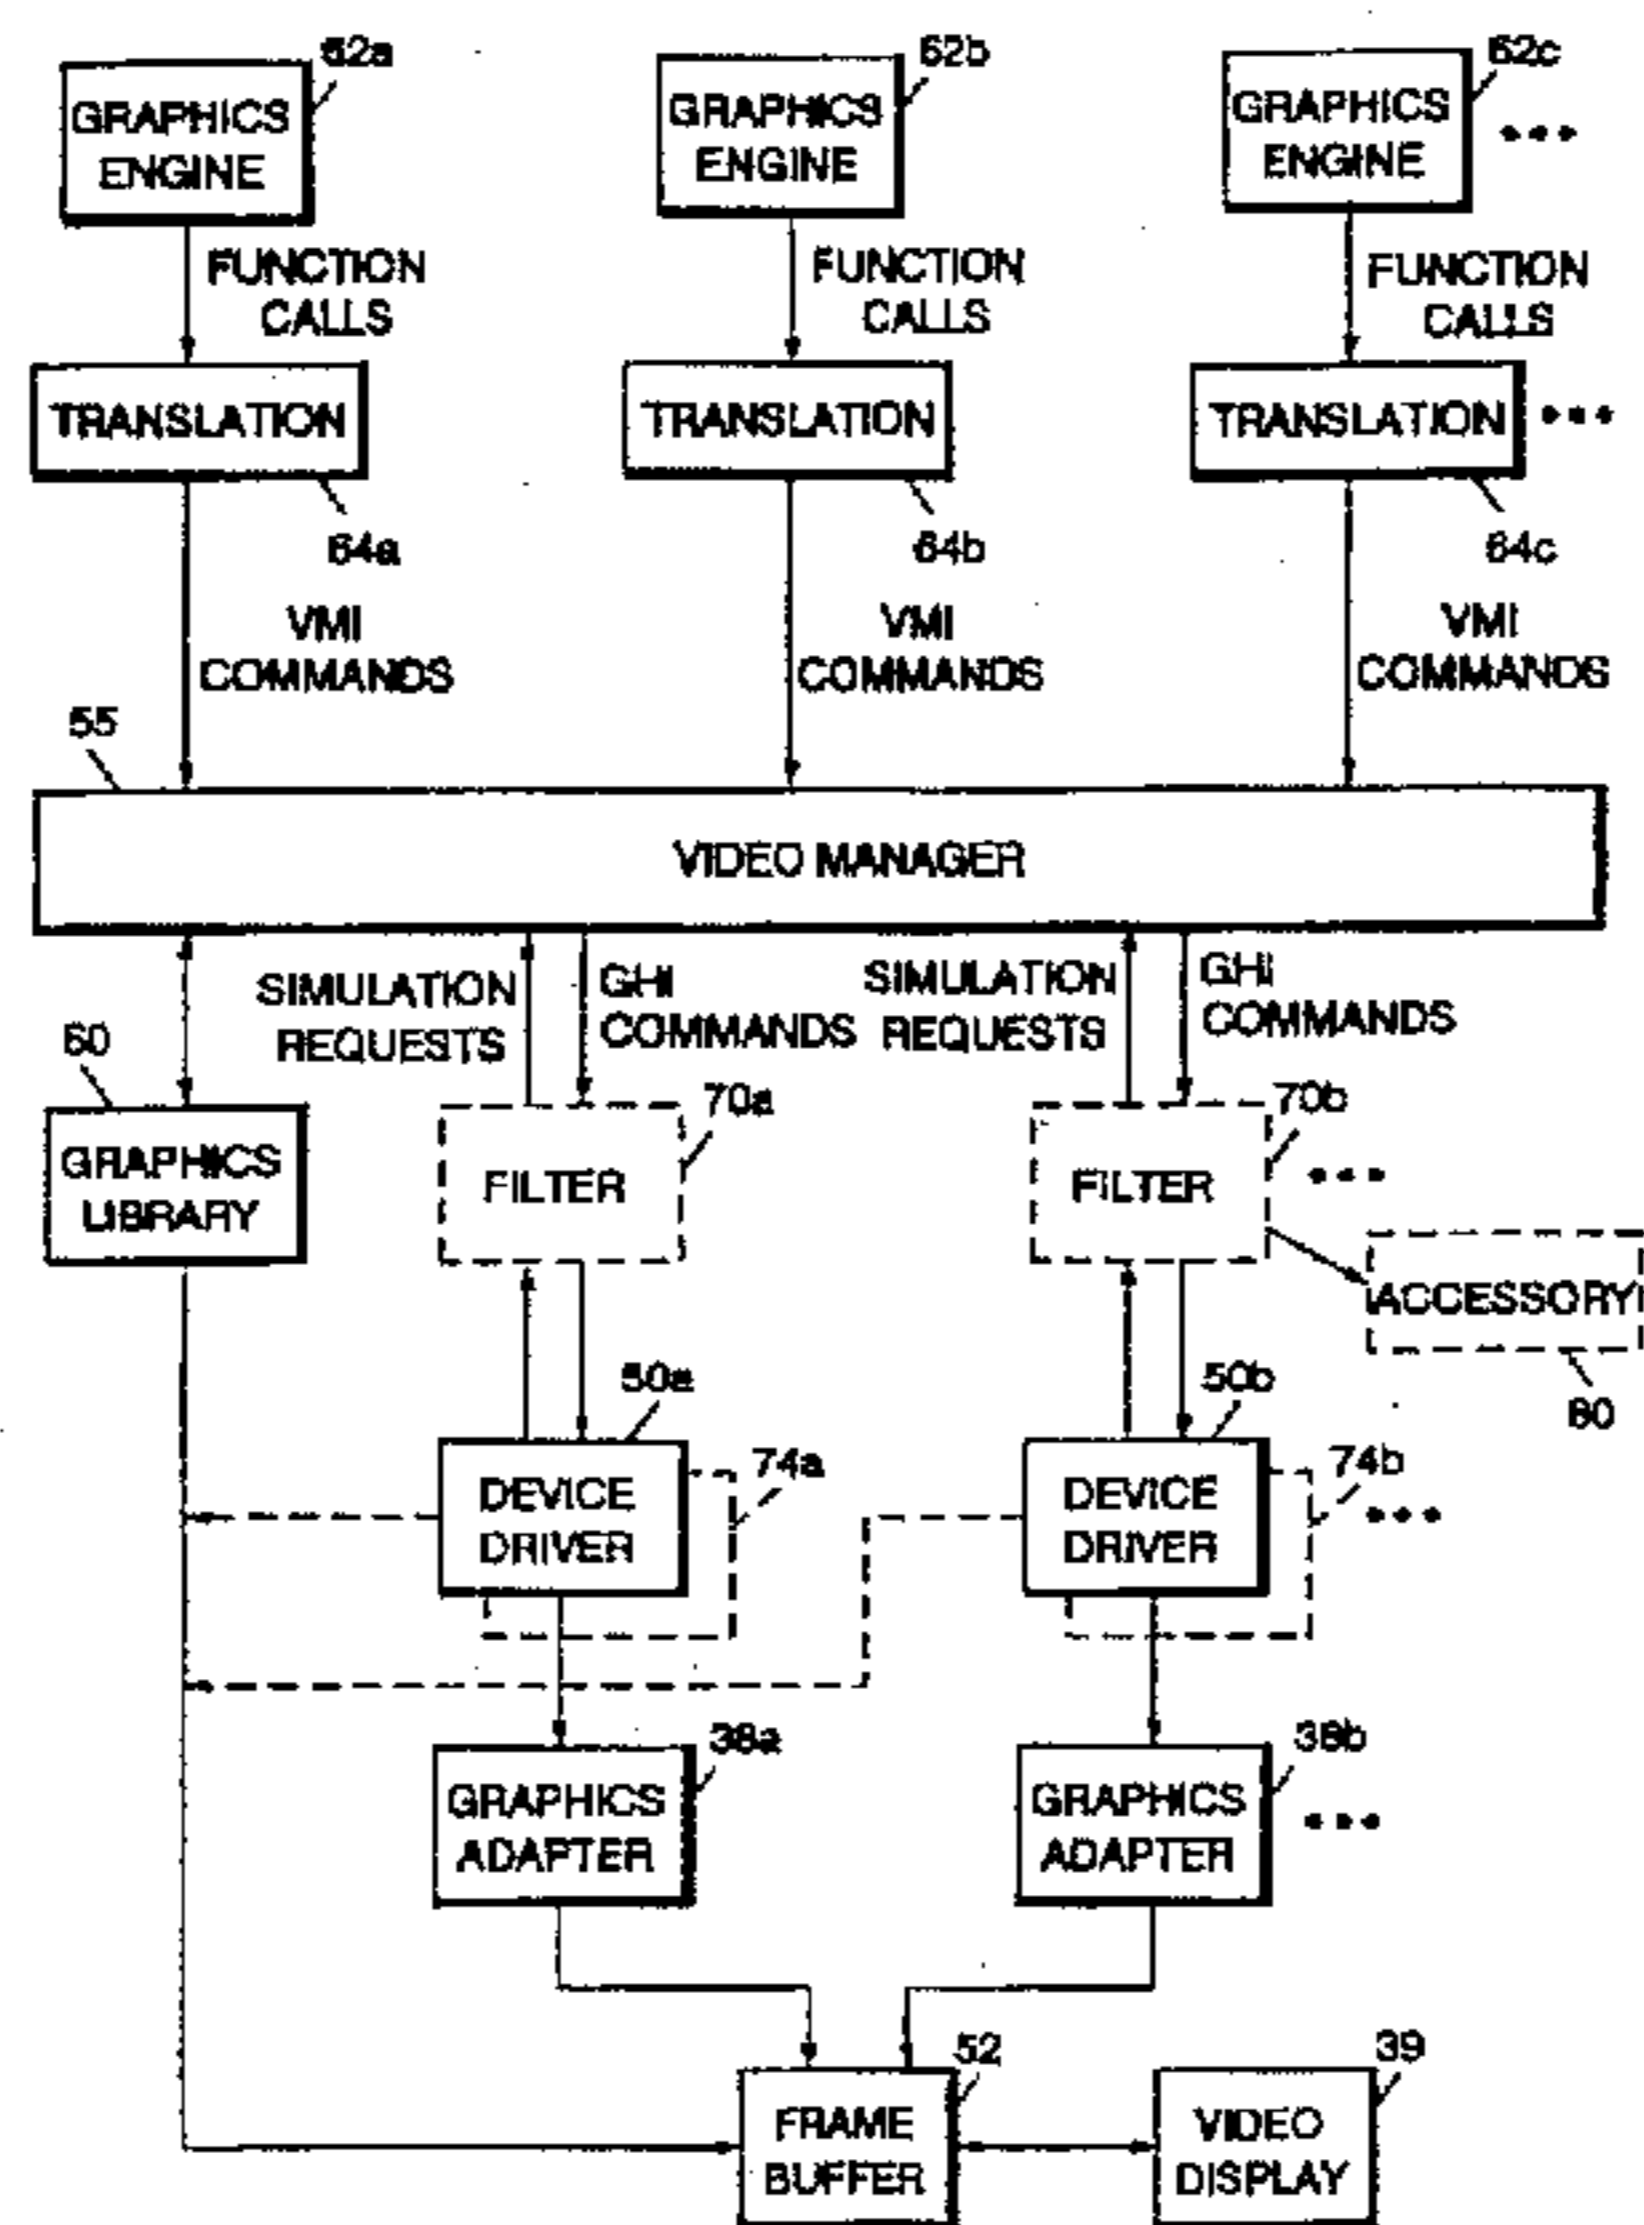 62a
62b
62c
GRAPHICS
ENGINE
GRAPHICS
ENGINE
GRAPHICS
ENGINE
FUNCTION
CALLS
FUNCTION
CALLS
FUNCTION
CALLS
TRANSLATION
TRANSLATION
TRANSLATION
64a
64b
64c
VMI
COMMANDS
VMI
COMMANDS
VMI
COMMANDS
55
VIDEO MANAGER
SIMULATION
REQUESTS
GHI
COMMANDS
SIMULATION
REQUESTS
GHI
COMMANDS
60
70a
70b
GRAPHICS
LIBRARY
FILTER
FILTER
ACCESSORY
80
50a
50b
74a
74b
DEVICE
DRIVER
DEVICE
DRIVER
38a
38b
GRAPHICS
ADAPTER
GRAPHICS
ADAPTER
52
39
FRAME
BUFFER
VIDEO
DISPLAY